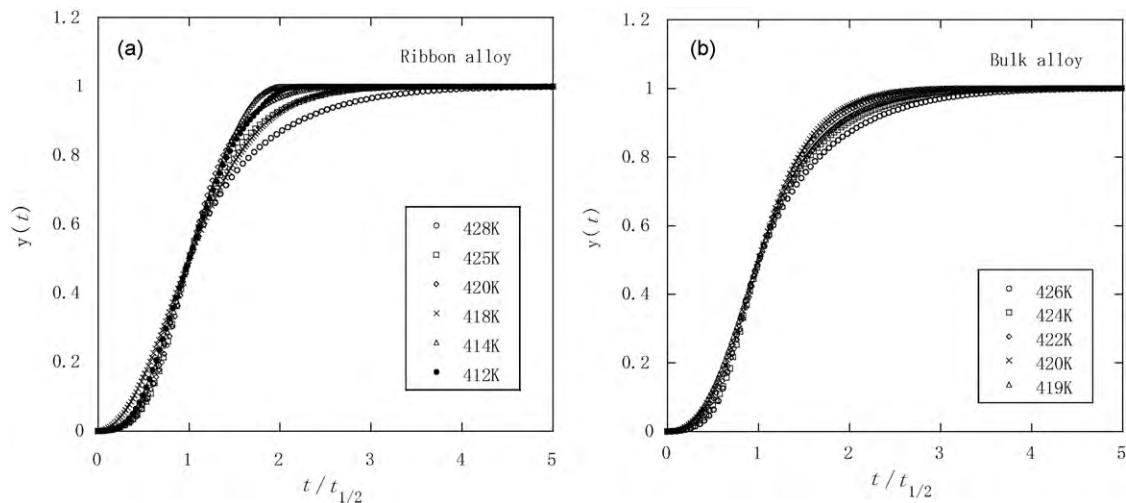 (a)
Ribbon alloy
1.2
1
0.8
0.6
0.4
0.2
0
y(t)
428K
425K
420K
418K
414K
412K
0 1 2 3 4 5
t / t1/2
(b)
Bulk alloy
1.2
1
0.8
0.6
0.4
0.2
0
y(t)
426K
424K
422K
420K
419K
0 1 2 3 4 5
t / t1/2